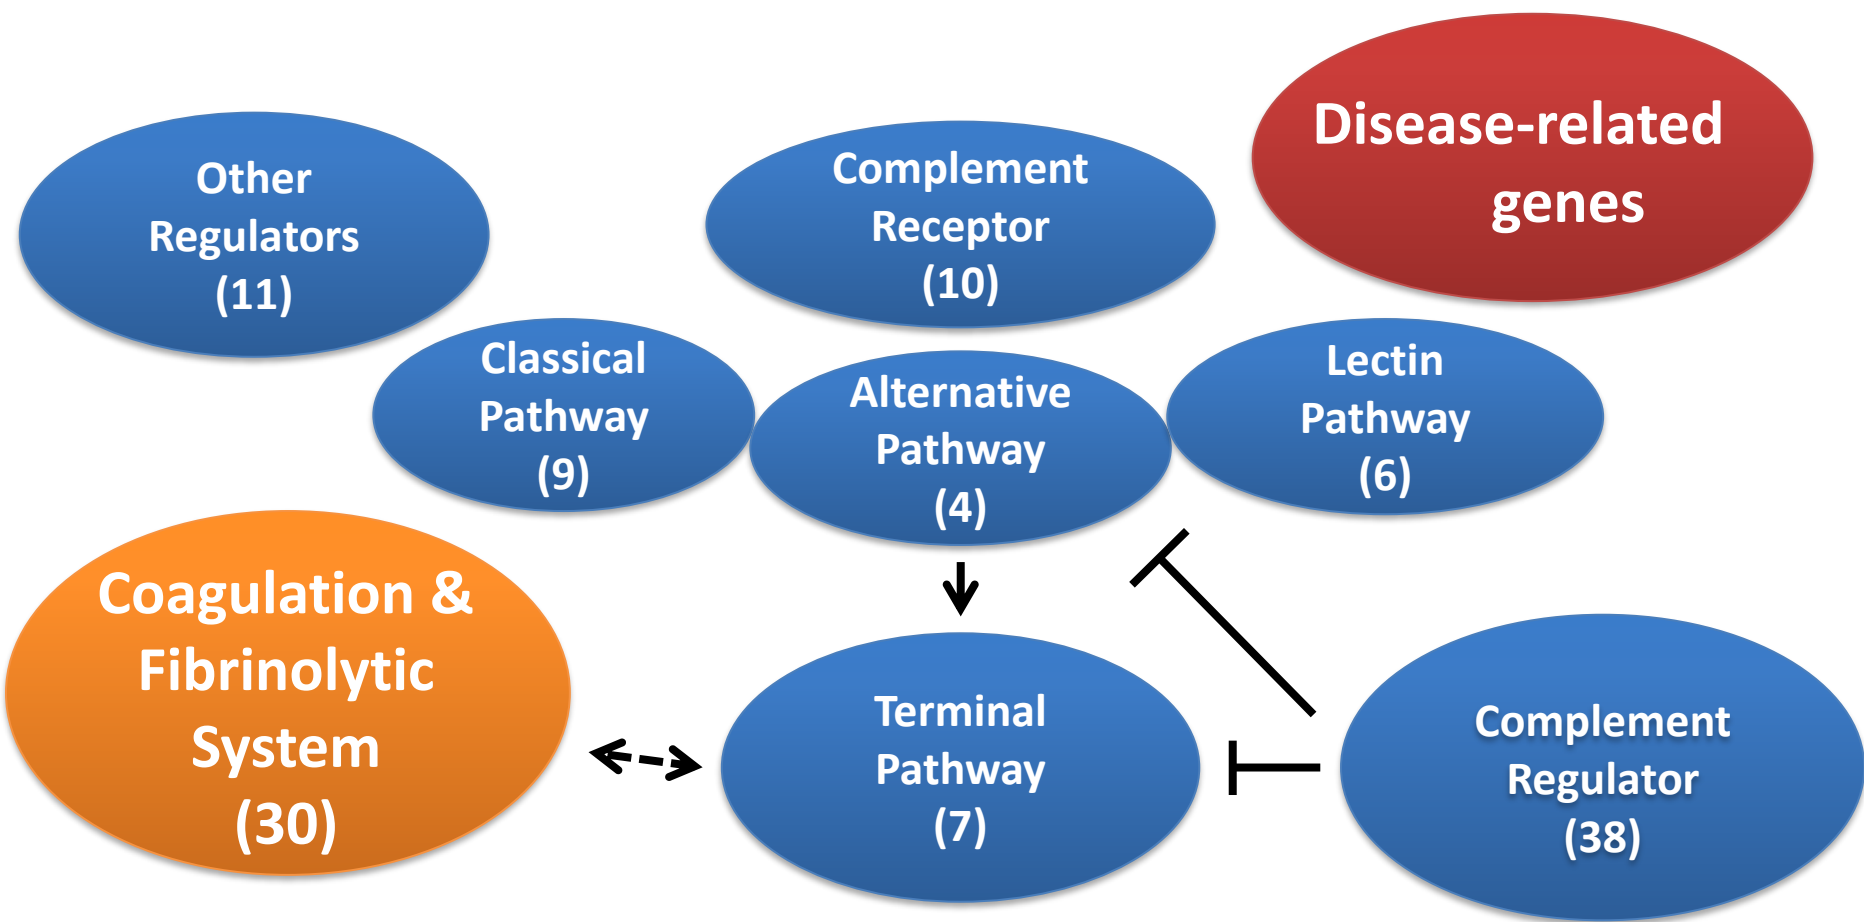 Other
Regulators
(11)
Complement
Receptor
(10)
Disease-related
genes
Classical
Pathway
(9)
Alternative
Pathway
(4)
Lectin
Pathway
(6)
Coagulation &
Fibrinolytic
System
(30)
Terminal
Pathway
(7)
Complement
Regulator
(38)